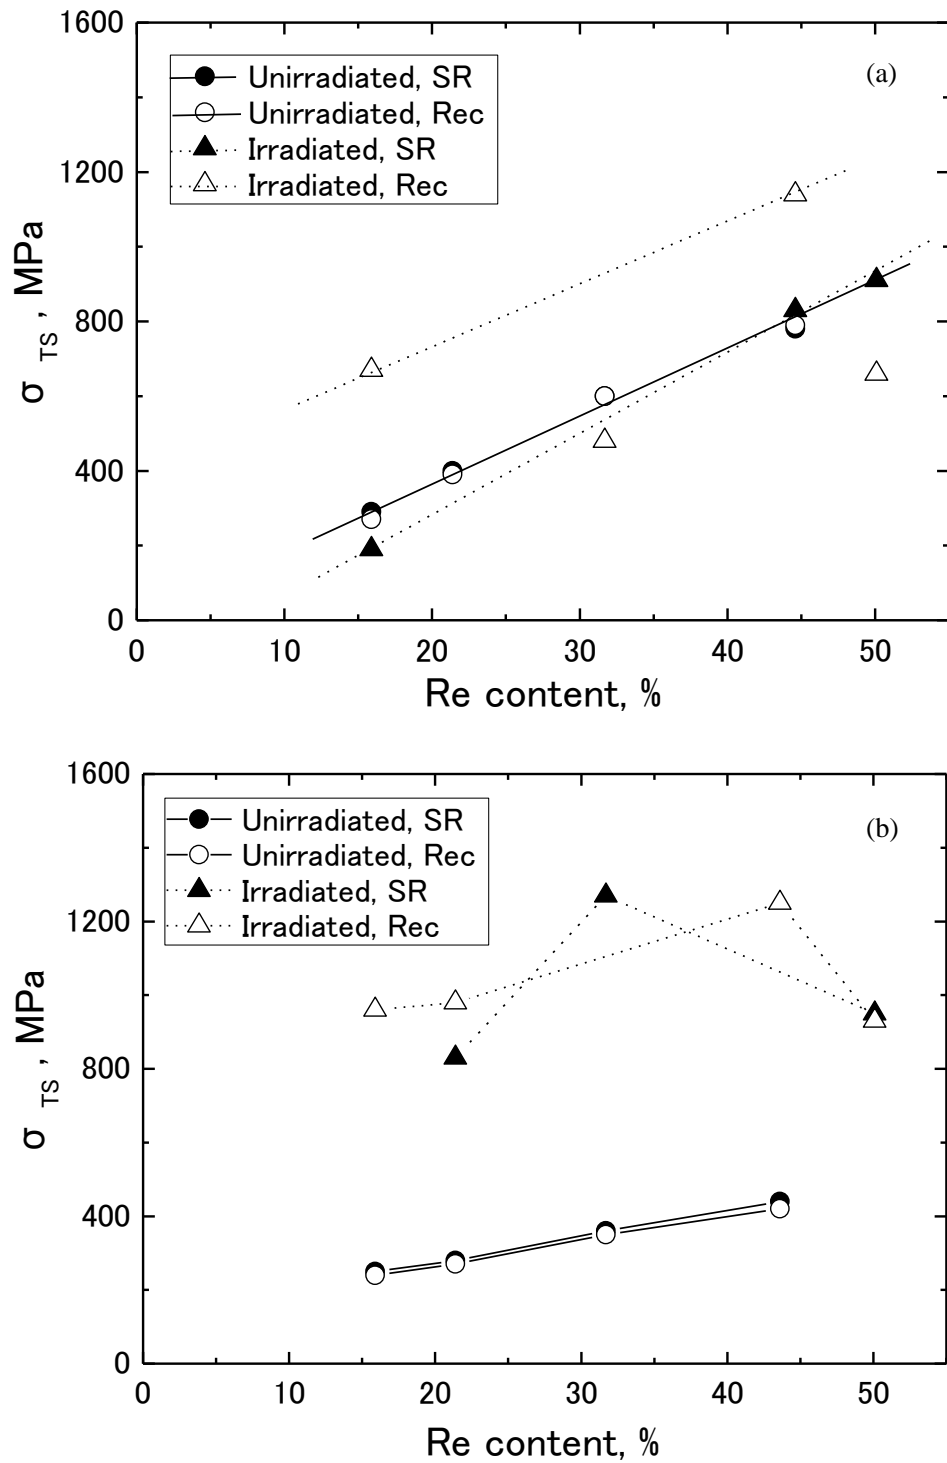 1600
1200
800
400
0
σ TS , MPa
Unirradiated, SR
Unirradiated, Rec
Irradiated, SR
Irradiated, Rec
(a)
0 10 20 30 40 50
Re content, %
1600
1200
800
400
0
σ TS , MPa
Unirradiated, SR
Unirradiated, Rec
Irradiated, SR
Irradiated, Rec
(b)
0 10 20 30 40 50
Re content, %